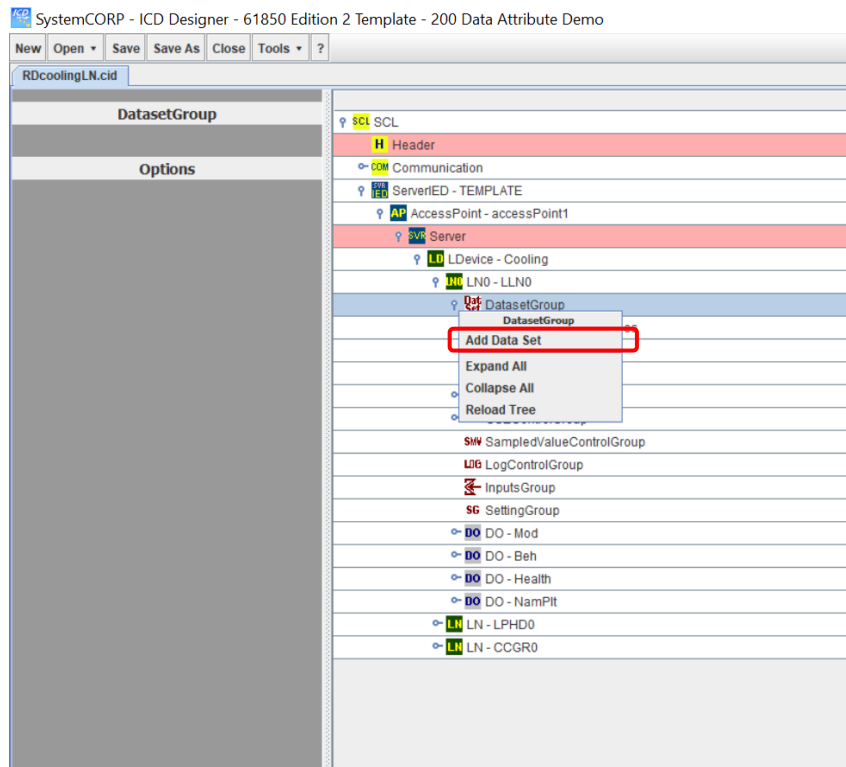 SystemCORP - ICD Designer - 61850 Edition 2 Template - 200 Data Attribute Demo
New Open Save Save As Close Tools ?
RDcoolingLN.cid
DatasetGroup
Options
SCL SCL
H Header
COM Communication
SVR IED ServerIED - TEMPLATE
AP AccessPoint - accessPoint1
SVR Server
LD LDevice - Cooling
LN0 LN0 - LLN0
Dat Set DatasetGroup
DatasetGroup
Add Data Set
Expand All
Collapse All
Reload Tree
SMV SampledValueControlGroup
LOG LogControlGroup
InputsGroup
SG SettingGroup
DO DO - Mod
DO DO - Beh
DO DO - Health
DO DO - NamPlt
LN LN - LPHD0
LN LN - CCGR0